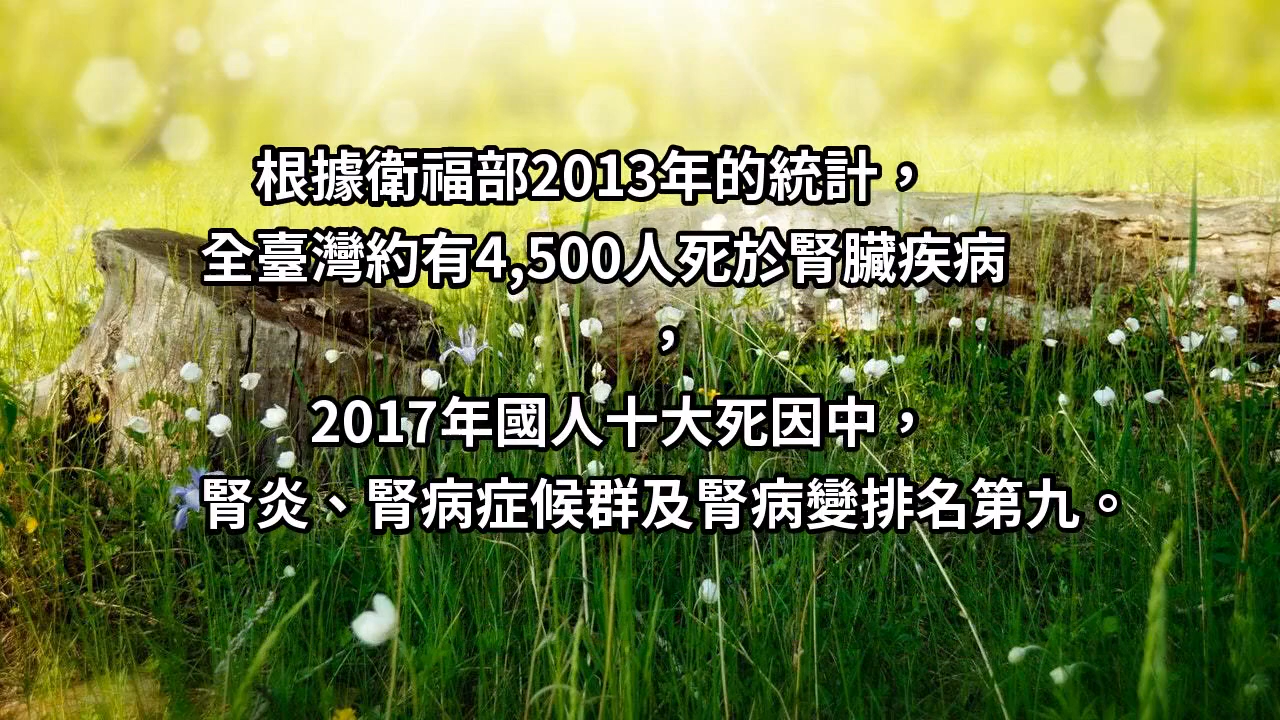 根據衛福部2013年的統計，
全臺灣約有4,500人死於腎臟疾病
，
2017年國人十大死因中，
腎炎、腎病症候群及腎病變排名第九。